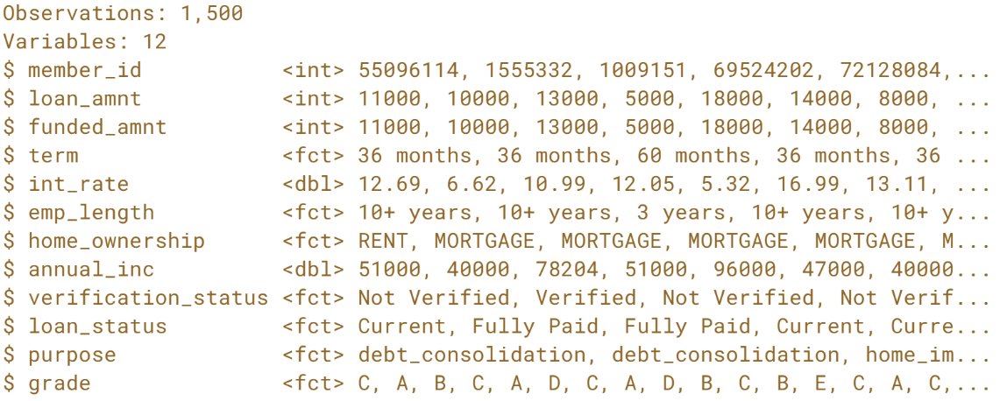 Observations: 1,500
Variables: 12
$ member_id           <int> 55096114, 1555332, 1009151, 69524202, 72128084,...
$ loan_amnt           <int> 11000, 10000, 13000, 5000, 18000, 14000, 8000, ...
$ funded_amnt         <int> 11000, 10000, 13000, 5000, 18000, 14000, 8000, ...
$ term                <fct> 36 months, 36 months, 60 months, 36 months, 36 ...
$ int_rate            <dbl> 12.69, 6.62, 10.99, 12.05, 5.32, 16.99, 13.11, ...
$ emp_length          <fct> 10+ years, 10+ years, 3 years, 10+ years, 10+ y...
$ home_ownership      <fct> RENT, MORTGAGE, MORTGAGE, MORTGAGE, MORTGAGE, M...
$ annual_inc          <dbl> 51000, 40000, 78204, 51000, 96000, 47000, 40000...
$ verification_status <fct> Not Verified, Verified, Not Verified, Not Verif...
$ loan_status         <fct> Current, Fully Paid, Fully Paid, Current, Curre...
$ purpose             <fct> debt_consolidation, debt_consolidation, home_im...
$ grade               <fct> C, A, B, C, A, D, C, A, D, B, C, B, E, C, A, C,...